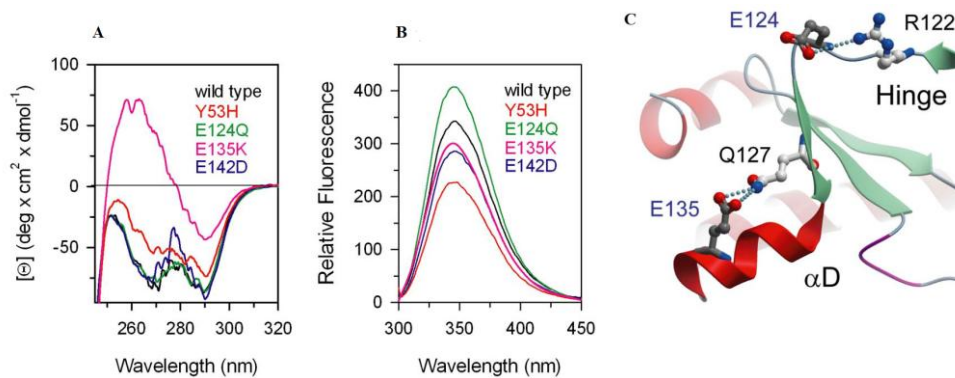 A
B
C
100
50
0
-50
[Θ] (deg x cm² x dmol⁻¹)
wild type
Y53H
E124Q
E135K
E142D
260
280
300
320
Wavelength (nm)
400
300
200
100
0
Relative Fluorescence
wild type
Y53H
E124Q
E135K
E142D
300
350
400
450
Wavelength (nm)
E124
R122
Hinge
Q127
E135
αD